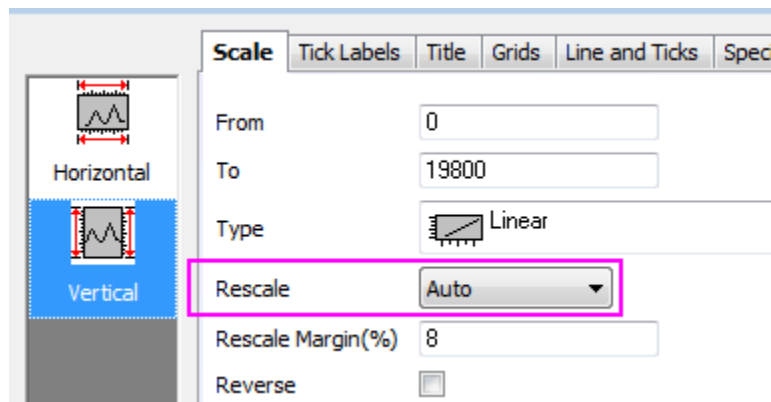 Scale Tick Labels Title Grids Line and Ticks Speci
Horizontal
Vertical
From 0
To 19800
Type Linear
Rescale Auto
Rescale Margin(%) 8
Reverse